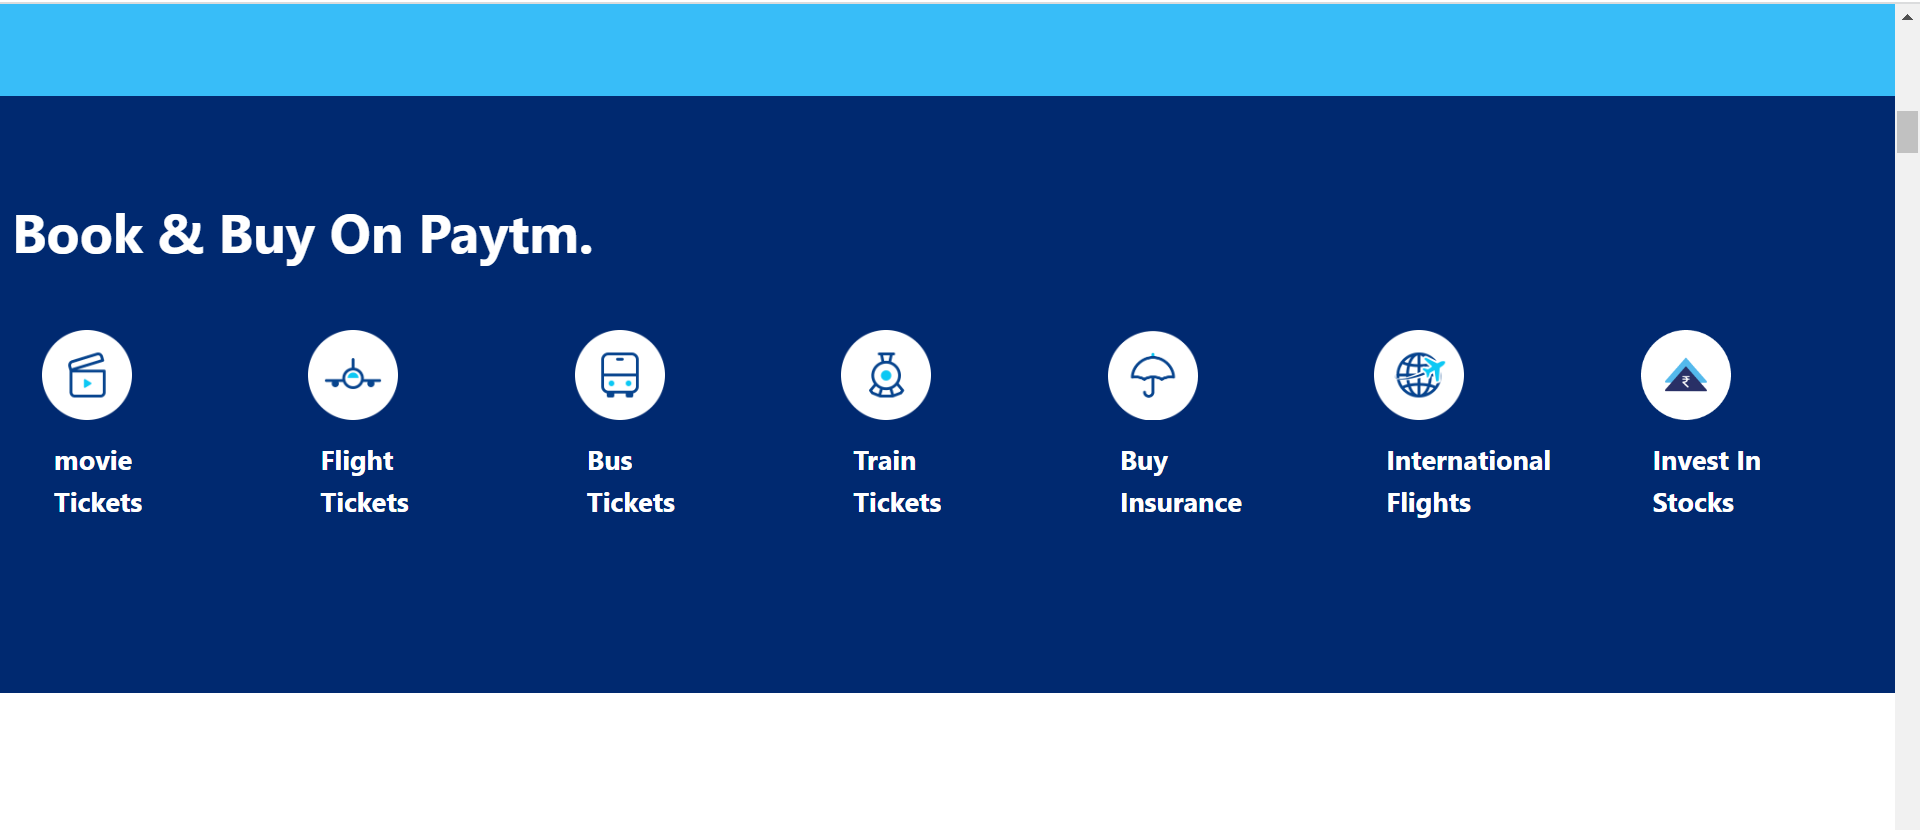 Book & Buy On Paytm.
movie
Tickets
Flight
Tickets
Bus
Tickets
Train
Tickets
Buy
Insurance
International
Flights
₹
Invest In
Stocks